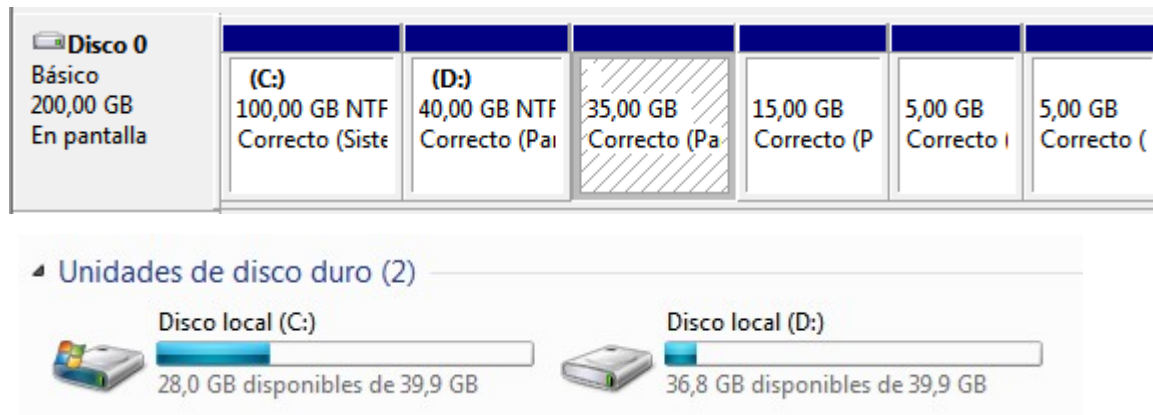 Disco 0
Básico
200,00 GB
En pantalla
(C:)
100,00 GB NTF
Correcto (Siste
(D:)
40,00 GB NTF
Correcto (Par
35,00 GB
Correcto (Pa
15,00 GB
Correcto (P
5,00 GB
Correcto (
5,00 GB
Correcto (
Unidades de disco duro (2)
Disco local (C:)
28,0 GB disponibles de 39,9 GB
Disco local (D:)
36,8 GB disponibles de 39,9 GB